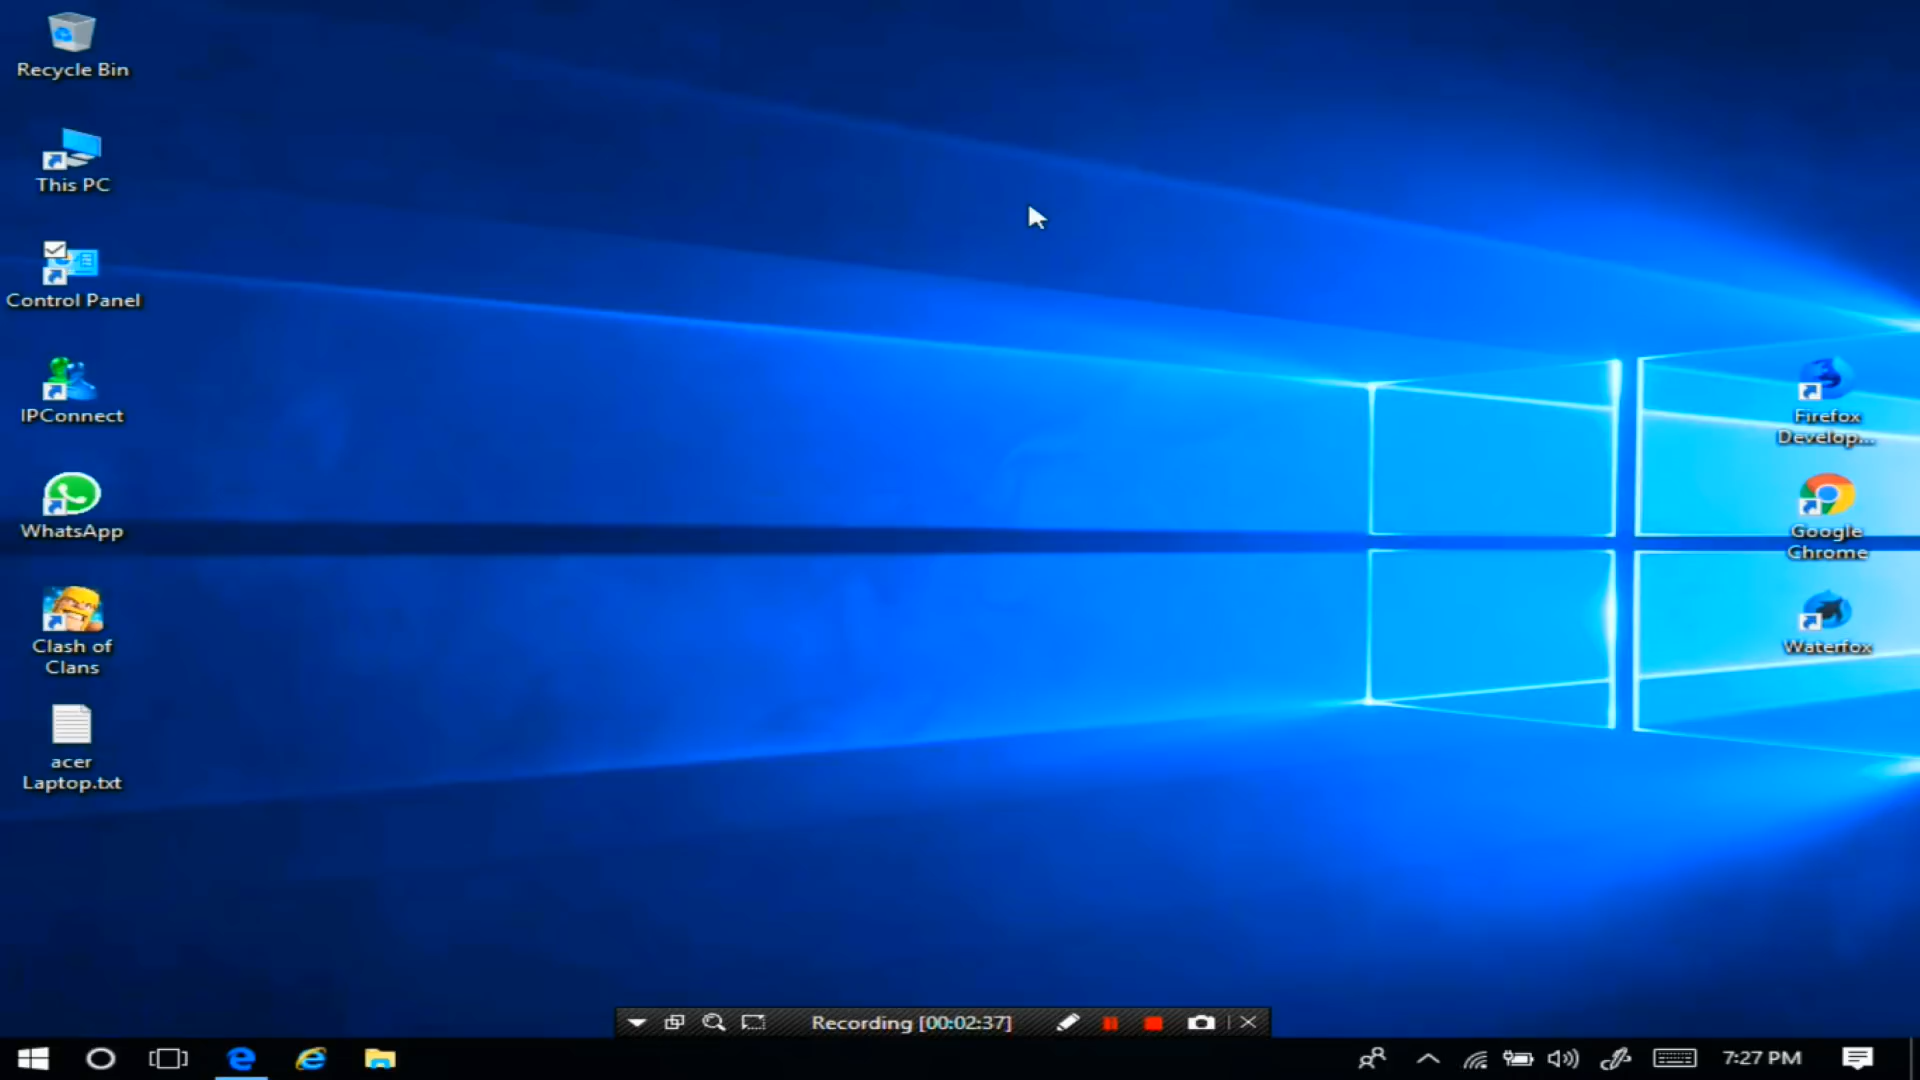 Recycle Bin
This PC
Control Panel
IPConnect
WhatsApp
Clash of
Clans
acer
Laptop.txt
Firefox
Develop...
Google
Chrome
Waterfox
Recording [00:02:37]
7:27 PM